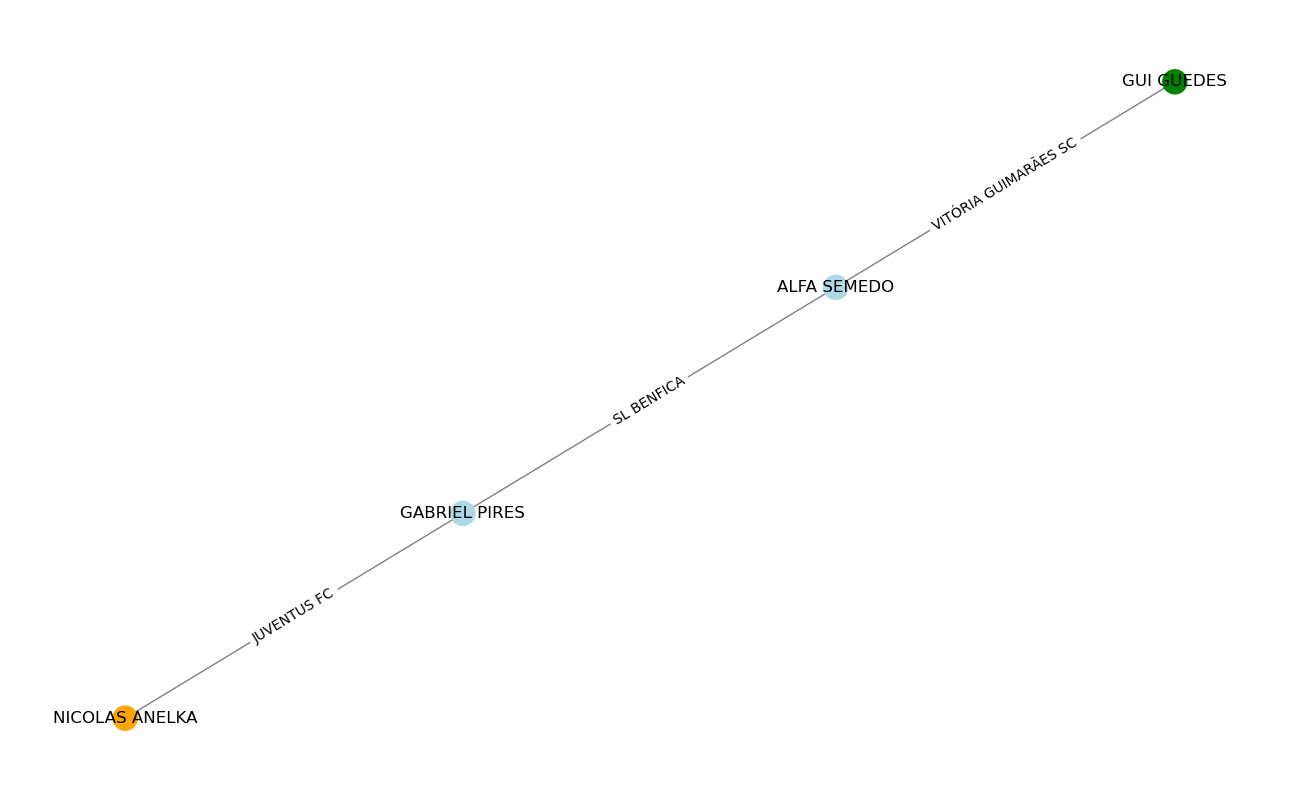 GUI GUEDES
VITÓRIA GUIMARÃES SC
ALFA SEMEDO
SL BENFICA
GABRIEL PIRES
JUVENTUS FC
NICOLAS ANELKA